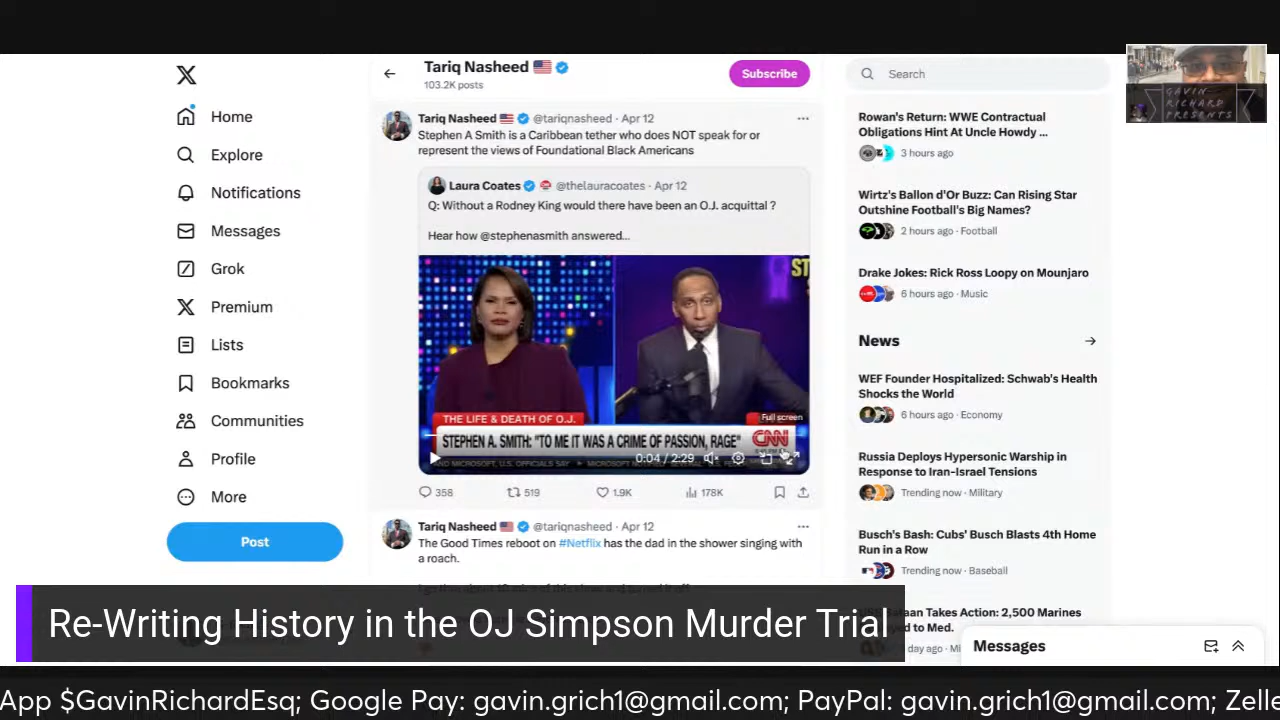 Home
Explore
Notifications
Messages
Grok
Premium
Lists
Bookmarks
Communities
Profile
More
Post
Tariq Nasheed
103.2K posts
Subscribe
Tariq Nasheed @tariqnasheed · Apr 12
Stephen A Smith is a Caribbean tether who does NOT speak for or
represent the views of Foundational Black Americans
Laura Coates @thelauracoates · Apr 12
Q: Without a Rodney King would there have been an O.J. acquittal ?
Hear how @stephenasmith answered...
ST
THE LIFE & DEATH OF O.J.
Full screen
STEPHEN A. SMITH: "TO ME IT WAS A CRIME OF PASSION, RAGE"
CNN
0:04 / 2:29
AND MICROSOFT, U.S. OFFICIALS SAY
358 519 1.9K 178K
Tariq Nasheed @tariqnasheed · Apr 12
The Good Times reboot on #Netflix has the dad in the shower singing with
a roach.
Search
Rowan's Return: WWE Contractual
Obligations Hint At Uncle Howdy ...
3 hours ago
Wirtz's Ballon d'Or Buzz: Can Rising Star
Outshine Football's Big Names?
2 hours ago · Football
Drake Jokes: Rick Ross Loopy on Mounjaro
6 hours ago · Music
News
WEF Founder Hospitalized: Schwab's Health
Shocks the World
6 hours ago · Economy
Russia Deploys Hypersonic Warship in
Response to Iran-Israel Tensions
Trending now · Military
Busch's Bash: Cubs' Busch Blasts 4th Home
Run in a Row
Trending now · Baseball
Takes Action: 2,500 Marines
to Med.
day ago
Messages
GAVIN
RICHARD
PRESENTS
Re-Writing History in the OJ Simpson Murder Trial
App $GavinRichardEsq; Google Pay: gavin.grich1@gmail.com; PayPal: gavin.grich1@gmail.com; Zelle